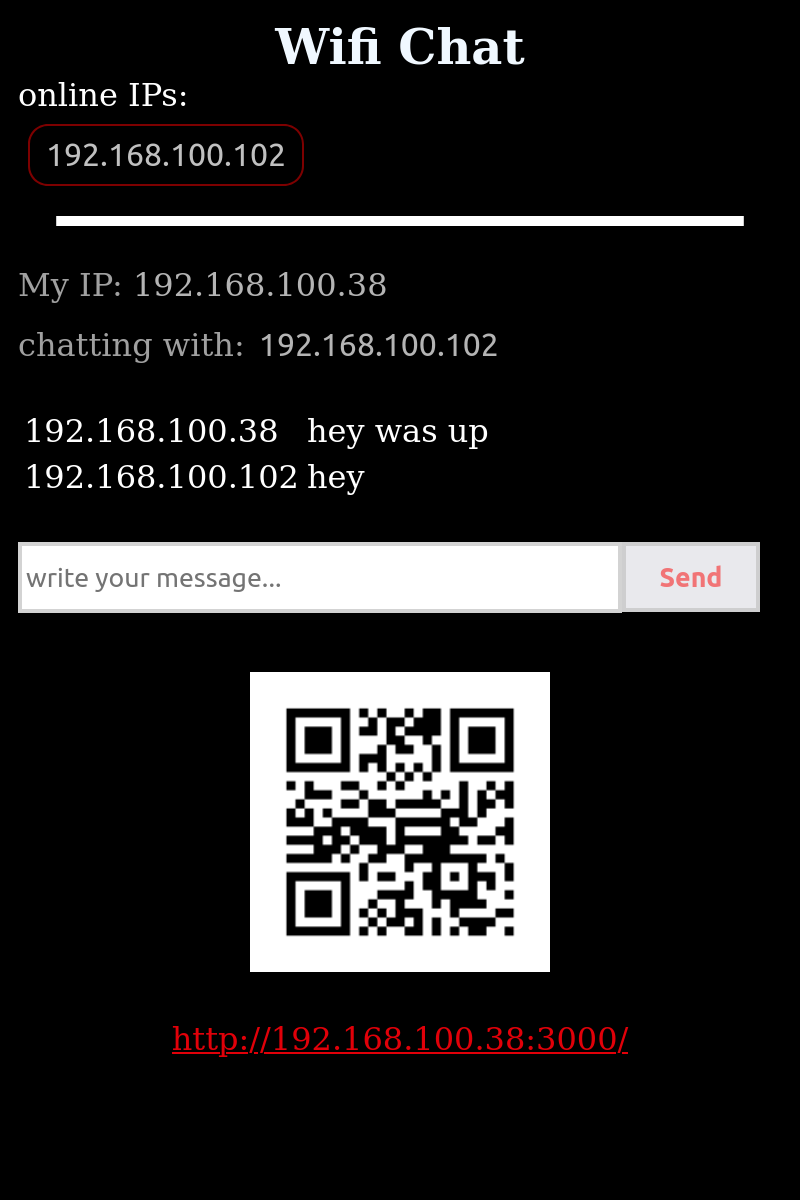 Wifi Chat
online IPs:
192.168.100.102
My IP: 192.168.100.38
chatting with: 192.168.100.102
192.168.100.38 hey was up
192.168.100.102 hey
write your message...
Send
http://192.168.100.38:3000/